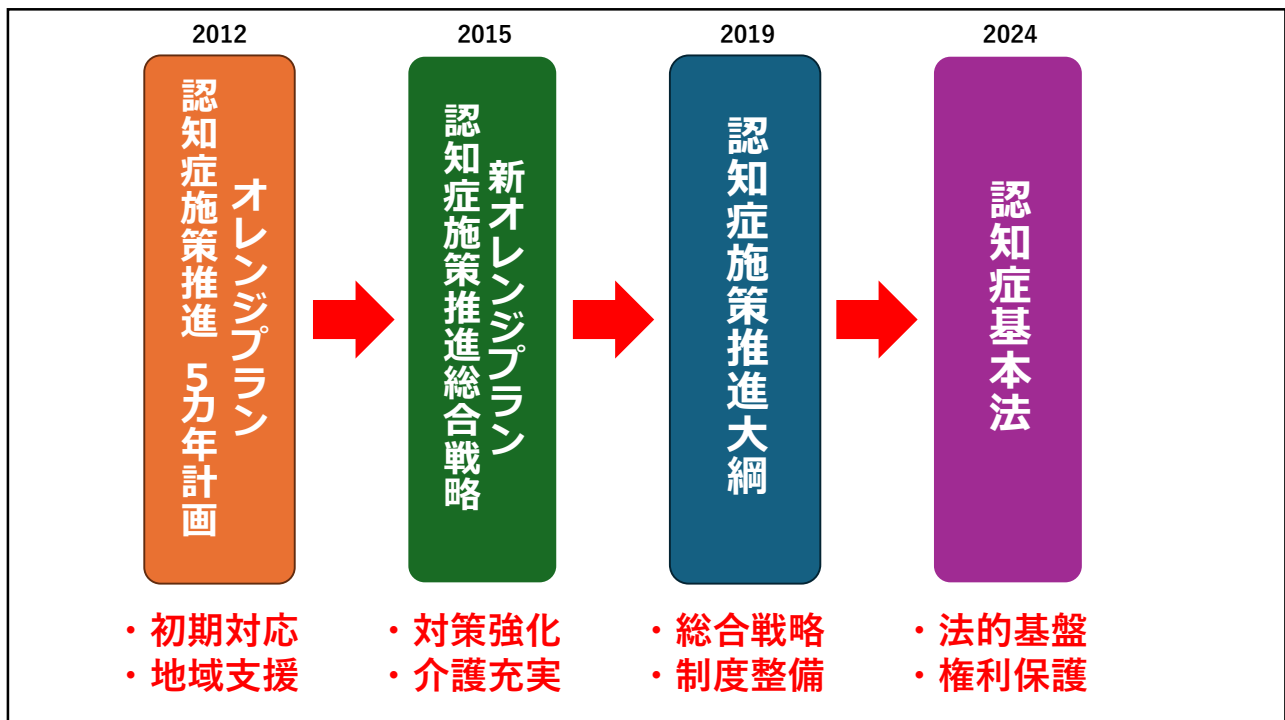 2012
オレンジプラン
認知症施策推進 5カ年計画
・初期対応
・地域支援
2015
新オレンジプラン
認知症施策推進総合戦略
・対策強化
・介護充実
2019
認知症施策推進大綱
・総合戦略
・制度整備
2024
認知症基本法
・法的基盤
・権利保護